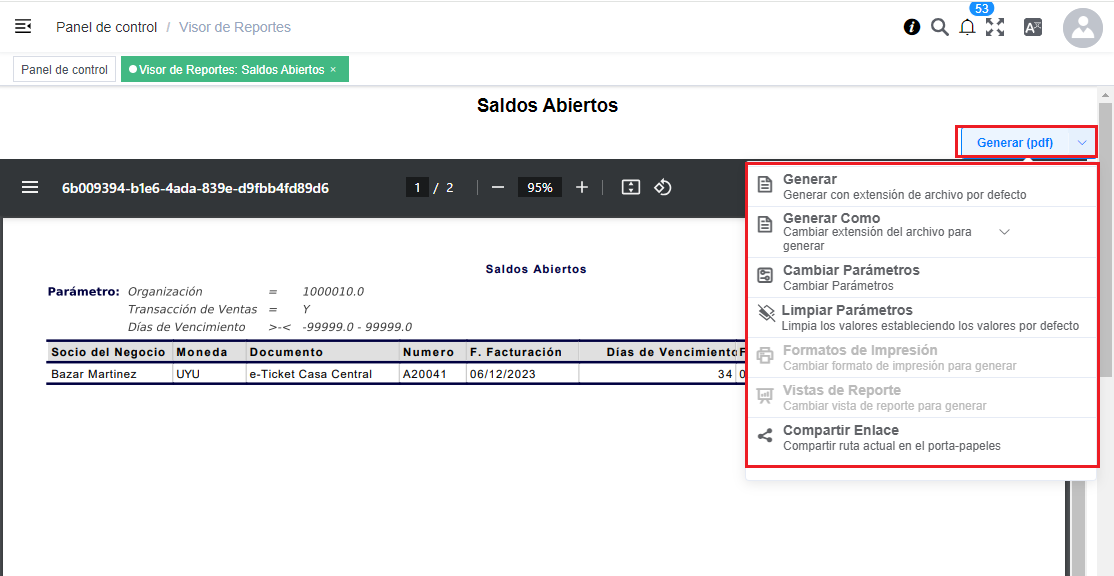 Panel de control / Visor de Reportes
53
Panel de control
Visor de Reportes: Saldos Abiertos ×
Saldos Abiertos
Generar (pdf)
6b009394-b1e6-4ada-839e-d9fbb4fd89d6
1 / 2
95%
Generar
Generar con extensión de archivo por defecto
Generar Como
Cambiar extensión del archivo para
generar
Cambiar Parámetros
Cambiar Parámetros
Limpiar Parámetros
Limpia los valores estableciendo los valores por defecto
Formatos de Impresión
Cambiar formato de impresión para generar
Vistas de Reporte
Cambiar vista de reporte para generar
Compartir Enlace
Compartir ruta actual en el porta-papeles
Saldos Abiertos
Parámetro: Organización = 1000010.0
Transacción de Ventas = Y
Días de Vencimiento >-< -99999.0 - 99999.0
Socio del Negocio Moneda Documento Numero F. Facturación Días de Vencimiento F
Bazar Martinez UYU e-Ticket Casa Central A20041 06/12/2023 34 0